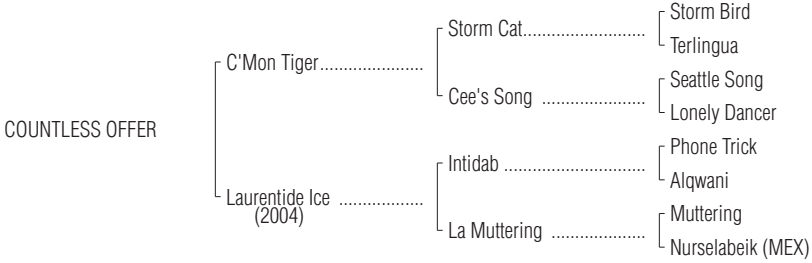 Storm Bird
Storm Cat..........................
Terlingua
C'Mon Tiger......................
Seattle Song
Cee's Song ......................
Lonely Dancer
COUNTLESS OFFER
Phone Trick
Intidab ..............................
Alqwani
Laurentide Ice ..................
(2004)
Muttering
La Muttering ....................
Nurselabeik (MEX)